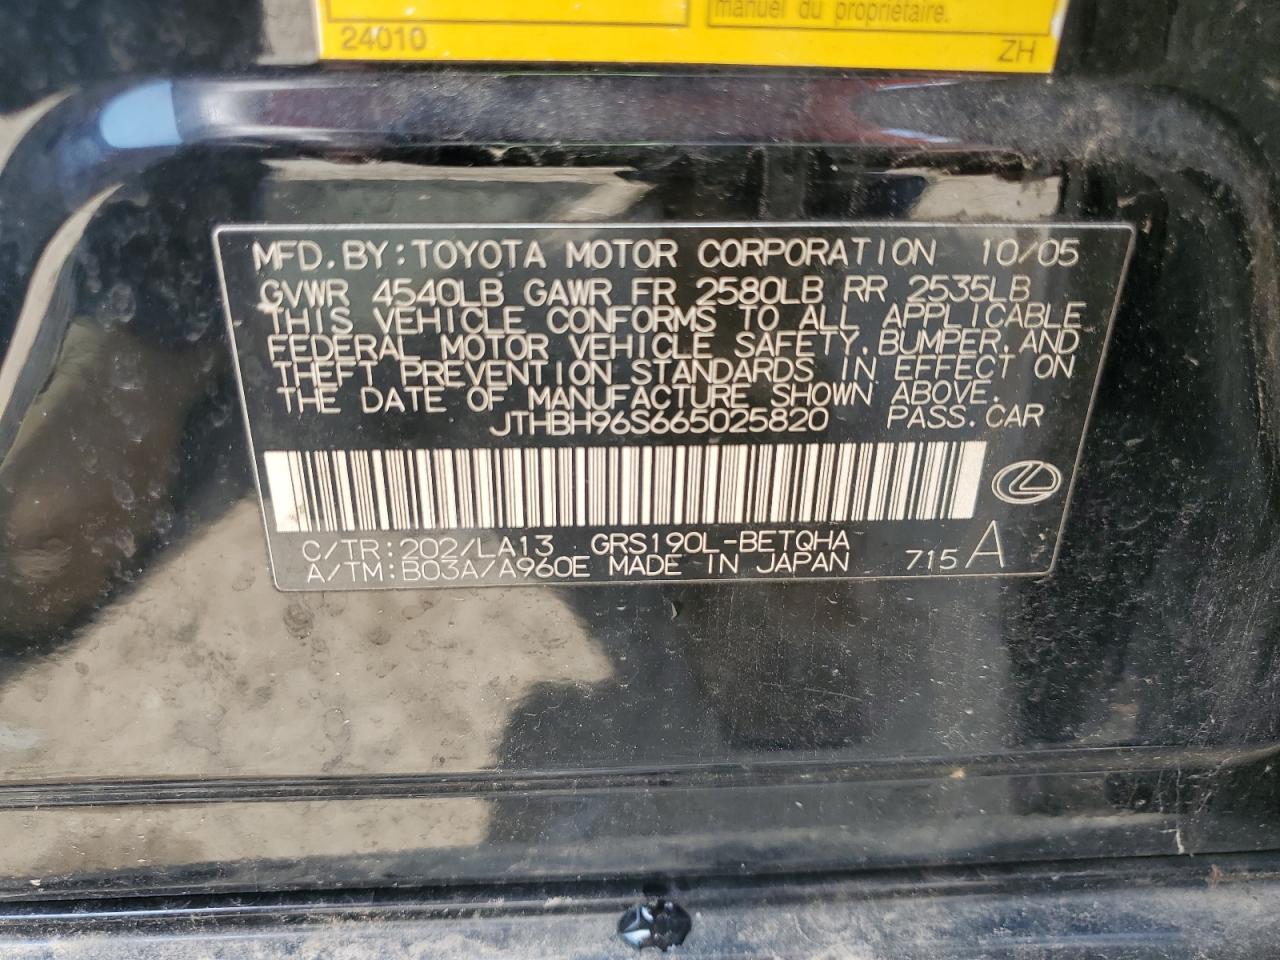 manuel du propriétaire.
24010 ZH
MFD. BY: TOYOTA MOTOR CORPORATION 10/05
GVWR 4540LB GAWR FR 2580LB RR 2535LB
THIS VEHICLE CONFORMS TO ALL APPLICABLE
FEDERAL MOTOR VEHICLE SAFETY, BUMPER, AND
THEFT PREVENTION STANDARDS IN EFFECT ON
THE DATE OF MANUFACTURE SHOWN ABOVE.
JTHBH96S665025820 PASS. CAR
C/TR: 202/LA13 GRS190L-BETQHA
A/TM: B03A/A960E MADE IN JAPAN 715 A